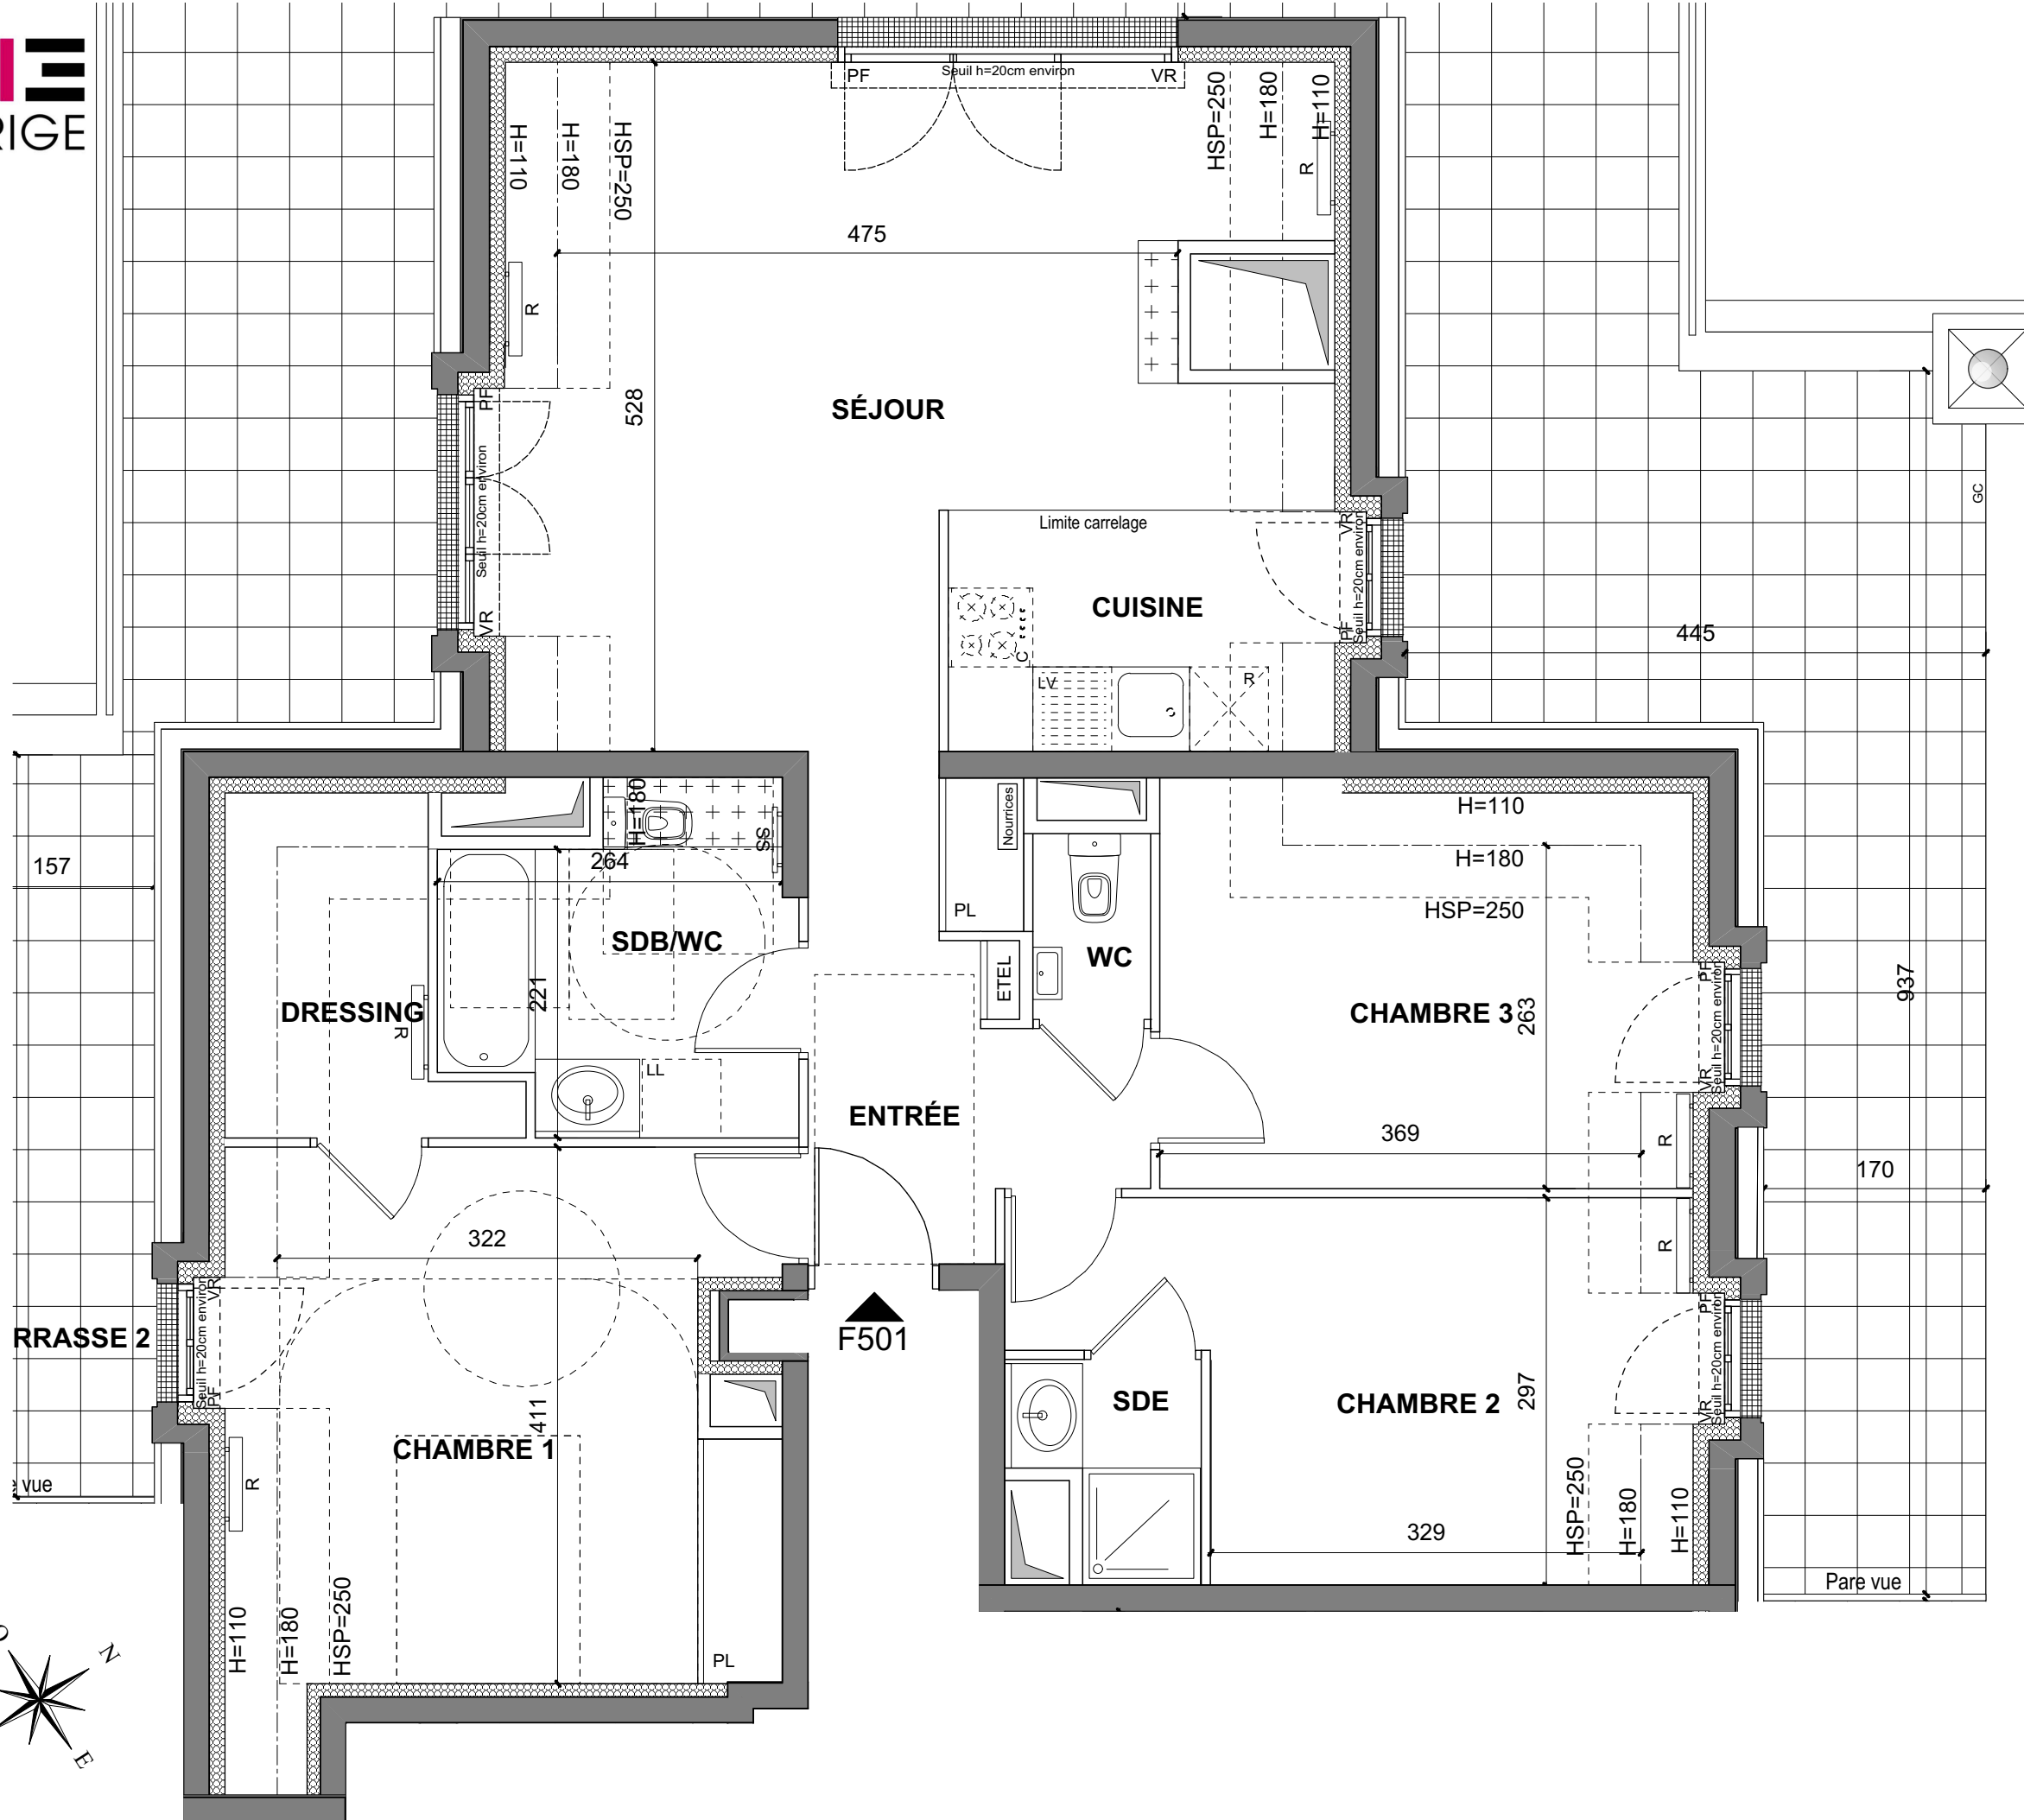 RIGE
PF
Seuil h=20cm environ
VR
H=110
H=180
HSP=250
HSP=250
H=180
H=110
R
R
475
528
SÉJOUR
PF
Seuil h=20cm environ
VR
Limite carrelage
CUISINE
C
LV
R
VR
Seuil h=20cm environ
PF
445
GC
157
H=180
SS
264
SDB/WC
221
DRESSING
R
LL
Nourrices
PL
ETEL
WC
H=110
H=180
HSP=250
CHAMBRE 3
263
369
PF
Seuil h=20cm environ
VR
R
937
170
ENTRÉE
322
F501
RRASSE 2
VR
Seuil h=20cm environ
PF
CHAMBRE 1
411
R
H=110
H=180
HSP=250
PL
SDE
CHAMBRE 2
297
329
R
PF
Seuil h=20cm environ
VR
HSP=250
H=180
H=110
vue
Pare vue
N
E